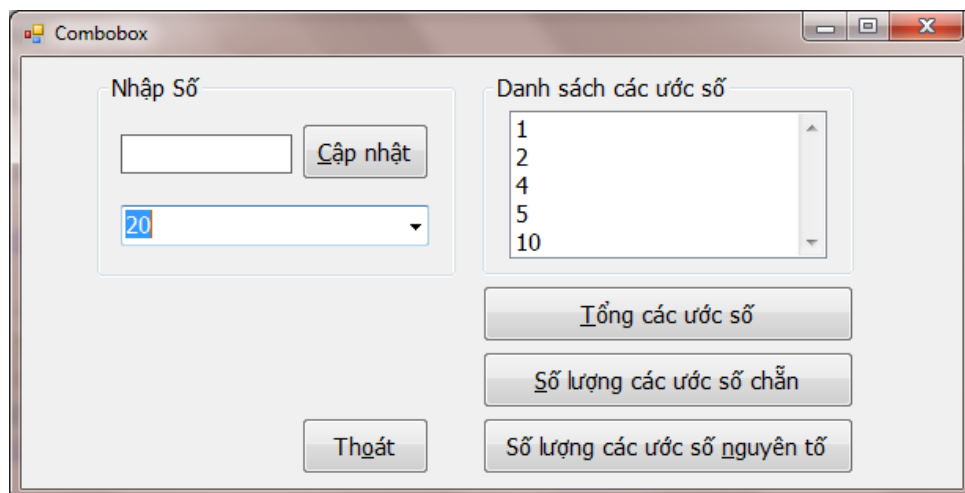 Combobox
Nhập Số
Cập nhật
20
Danh sách các ước số
1
2
4
5
10
Tổng các ước số
Số lượng các ước số chẵn
Thoát
Số lượng các ước số nguyên tố